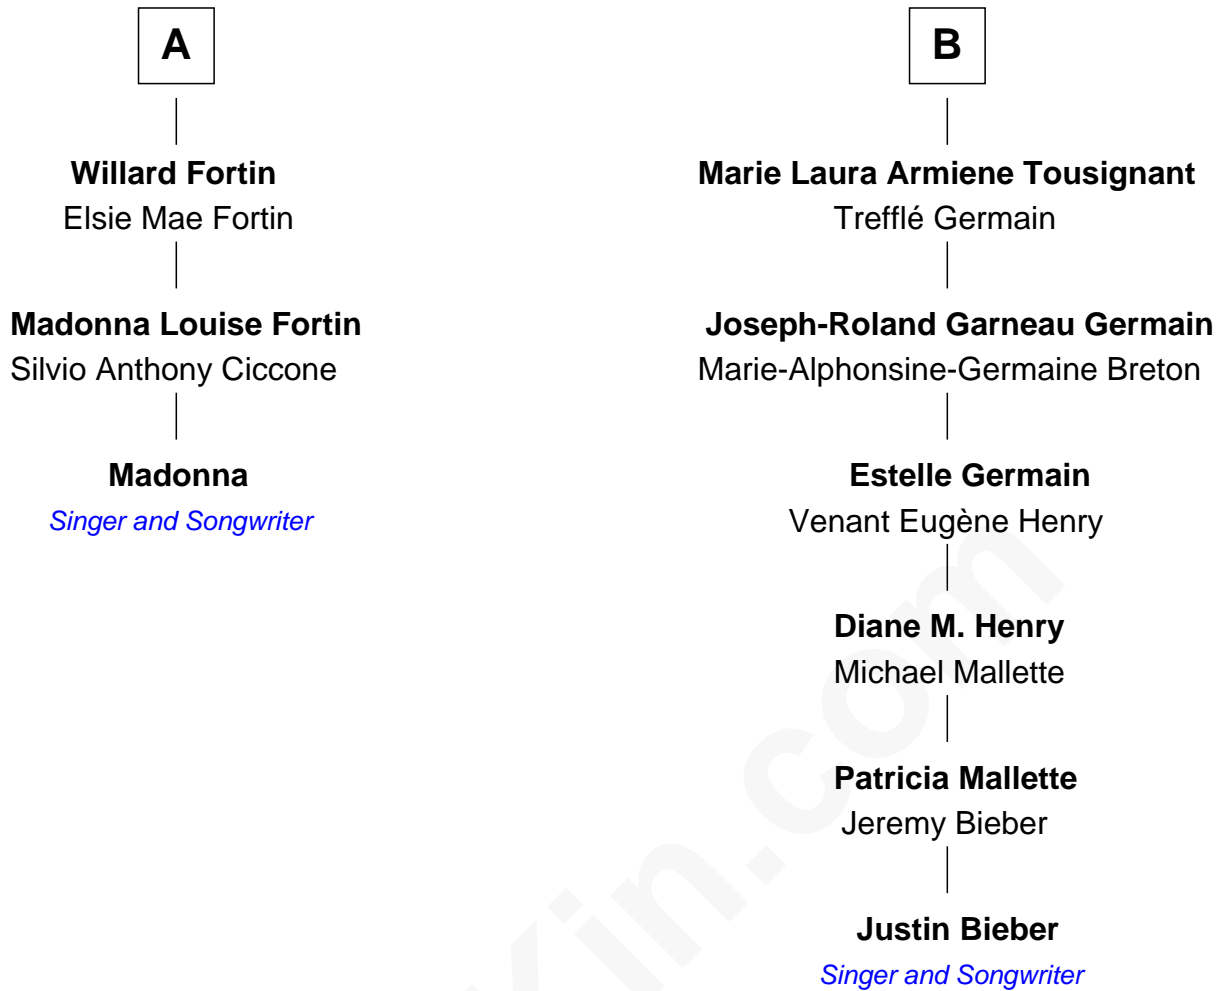 A
Willard Fortin
Elsie Mae Fortin
Madonna Louise Fortin
Silvio Anthony Ciccone
Madonna
Singer and Songwriter
B
Marie Laura Armiene Tousignant
Trefflé Germain
Joseph-Roland Garneau Germain
Marie-Alphonsine-Germaine Breton
Estelle Germain
Venant Eugène Henry
Diane M. Henry
Michael Mallette
Patricia Mallette
Jeremy Bieber
Justin Bieber
Singer and Songwriter
Kin.com